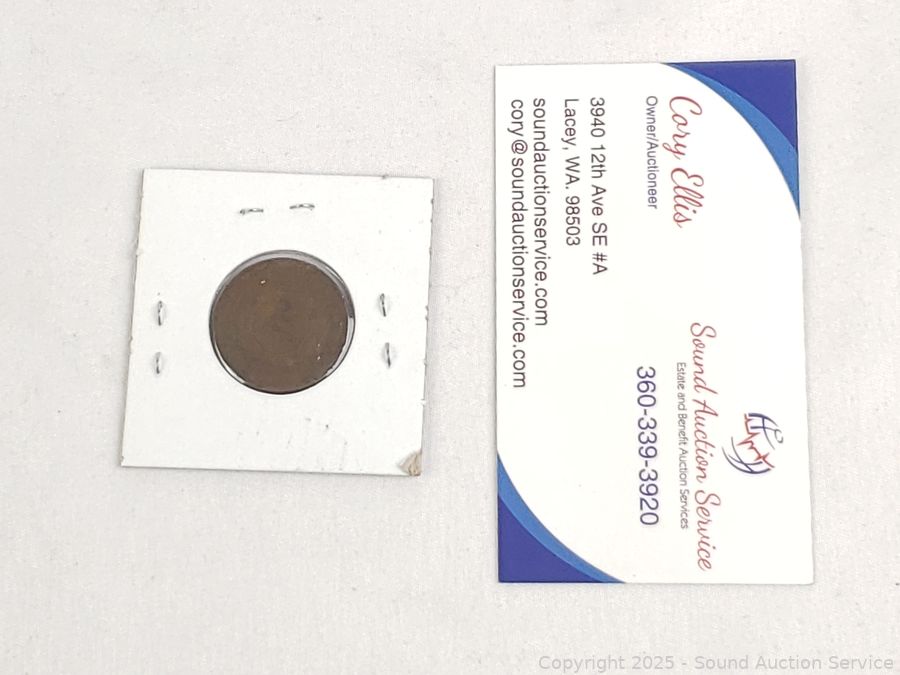 Cory Ellis
Owner/Auctioneer
3940 12th Ave SE #A
Lacey, WA. 98503
soundauctionservice.com
cory@soundauctionservice.com
Sound Auction Service
Estate and Benefit Auction Services
360-339-3920
Copyright 2025 - Sound Auction Service